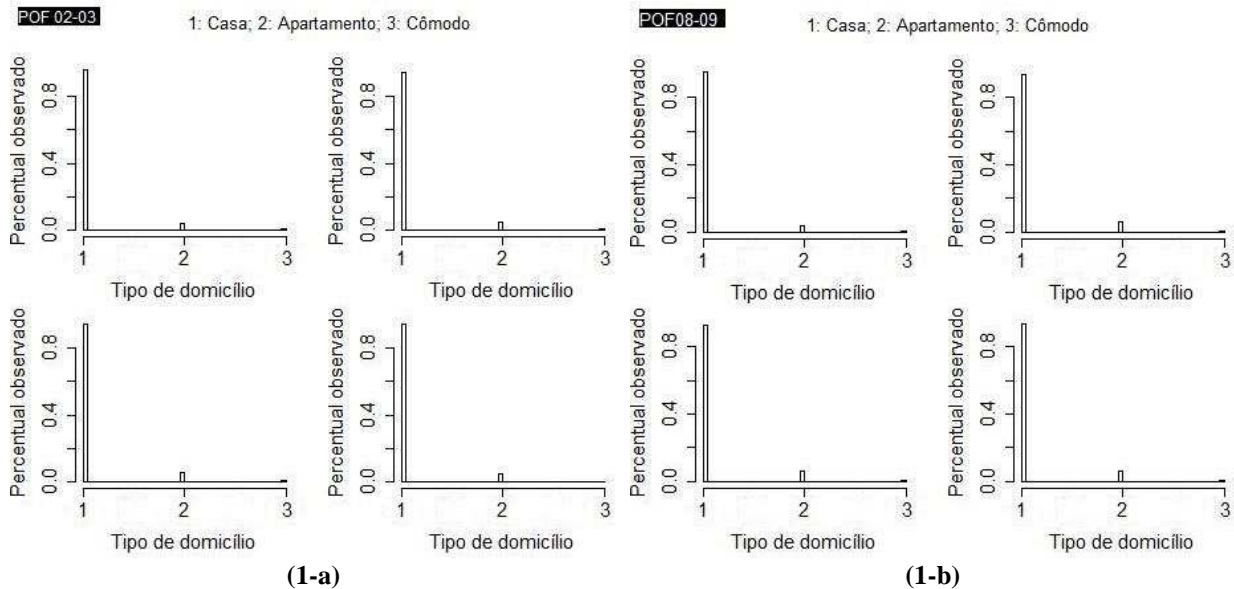 POF 02-03
1: Casa; 2: Apartamento; 3: Cômodo
Percentual observado
0.0 0.4 0.8
1 2 3
Tipo de domicílio
Percentual observado
0.0 0.4 0.8
1 2 3
Tipo de domicílio
Percentual observado
0.0 0.4 0.8
1 2 3
Tipo de domicílio
Percentual observado
0.0 0.4 0.8
1 2 3
Tipo de domicílio
(1-a)
POF08-09
1: Casa; 2: Apartamento; 3: Cômodo
Percentual observado
0.0 0.4 0.8
1 2 3
Tipo de domicílio
Percentual observado
0.0 0.4 0.8
1 2 3
Tipo de domicílio
Percentual observado
0.0 0.4 0.8
1 2 3
Tipo de domicílio
Percentual observado
0.0 0.4 0.8
1 2 3
Tipo de domicílio
(1-b)